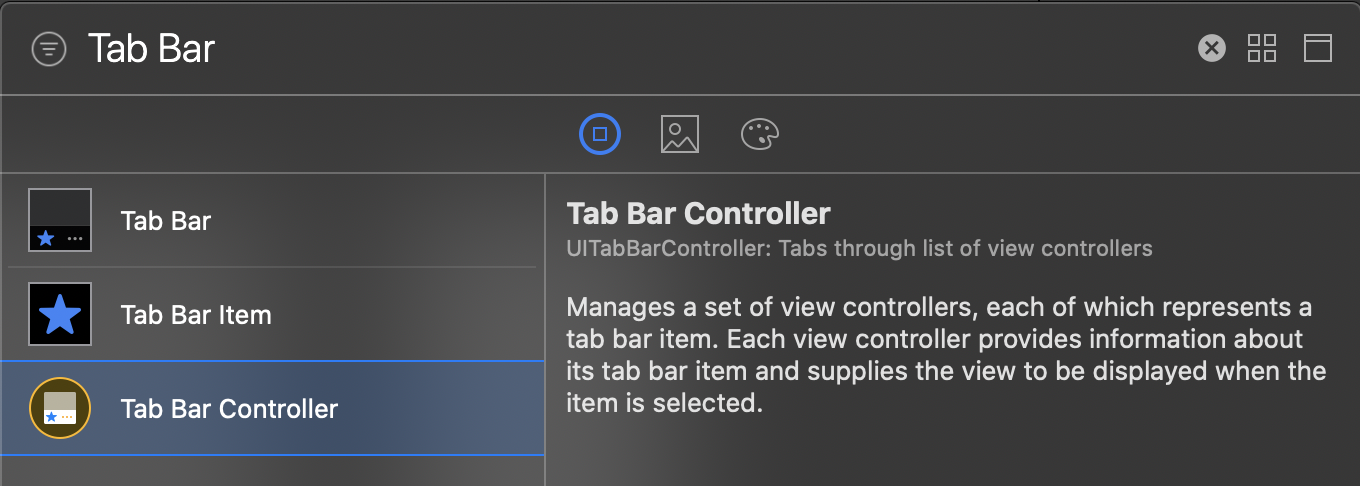 Tab Bar
Tab Bar
Tab Bar Item
Tab Bar Controller
Tab Bar Controller
UITabBarController: Tabs through list of view controllers
Manages a set of view controllers, each of which represents a
tab bar item. Each view controller provides information about
its tab bar item and supplies the view to be displayed when the
item is selected.